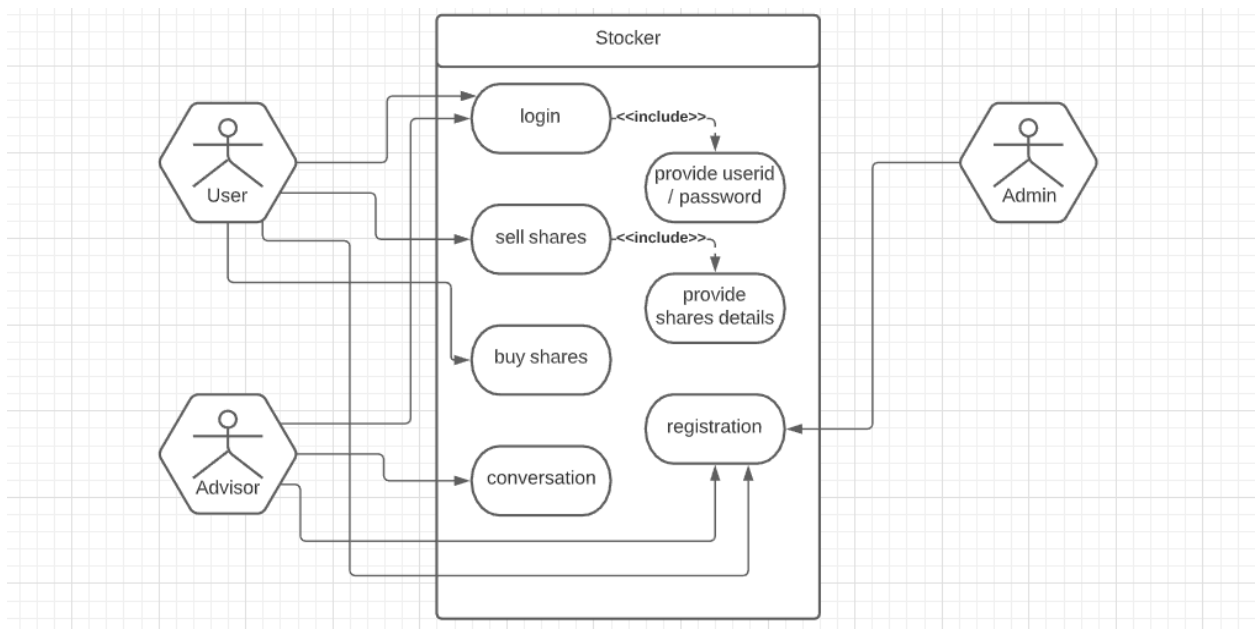 Stocker
login
<<include>>
provide userid
/ password
User
Admin
sell shares
<<include>>
provide
shares details
buy shares
registration
conversation
Advisor